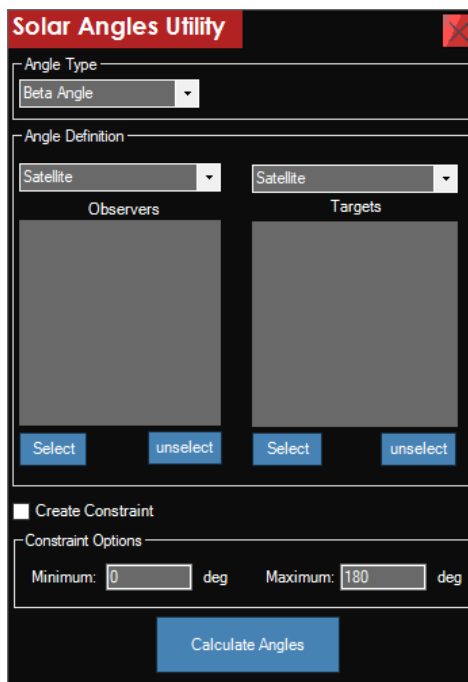 Solar Angles Utility
Angle Type
Beta Angle
Angle Definition
Satellite Satellite
Observers Targets
Select unselect Select unselect
Create Constraint
Constraint Options
Minimum: 0 deg Maximum: 180 deg
Calculate Angles